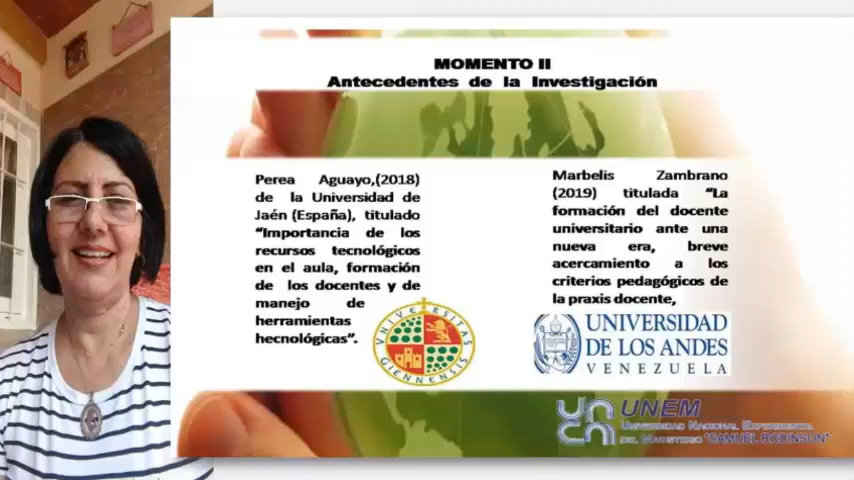 MOMENTO II
Antecedentes de la Investigación
Perea Aguayo,(2018)
de la Universidad de
Jaén (España), titulado
“Importancia de los
recursos tecnológicos
en el aula, formación
de los docentes y de
manejo de
herramientas
hecnológicas”.
UNIVERSITAS
GIENNENSIS
Marbelis Zambrano
(2019) titulada “La
formación del docente
universitario ante una
nueva era, breve
acercamiento a los
criterios pedagógicos de
la praxis docente,
UNIVERSIDAD
DE LOS ANDES
VENEZUELA
UNEM
UNIVERSIDAD NACIONAL EXPERIMENTAL
DEL MAGISTERIO “SAMUEL ROBINSON”